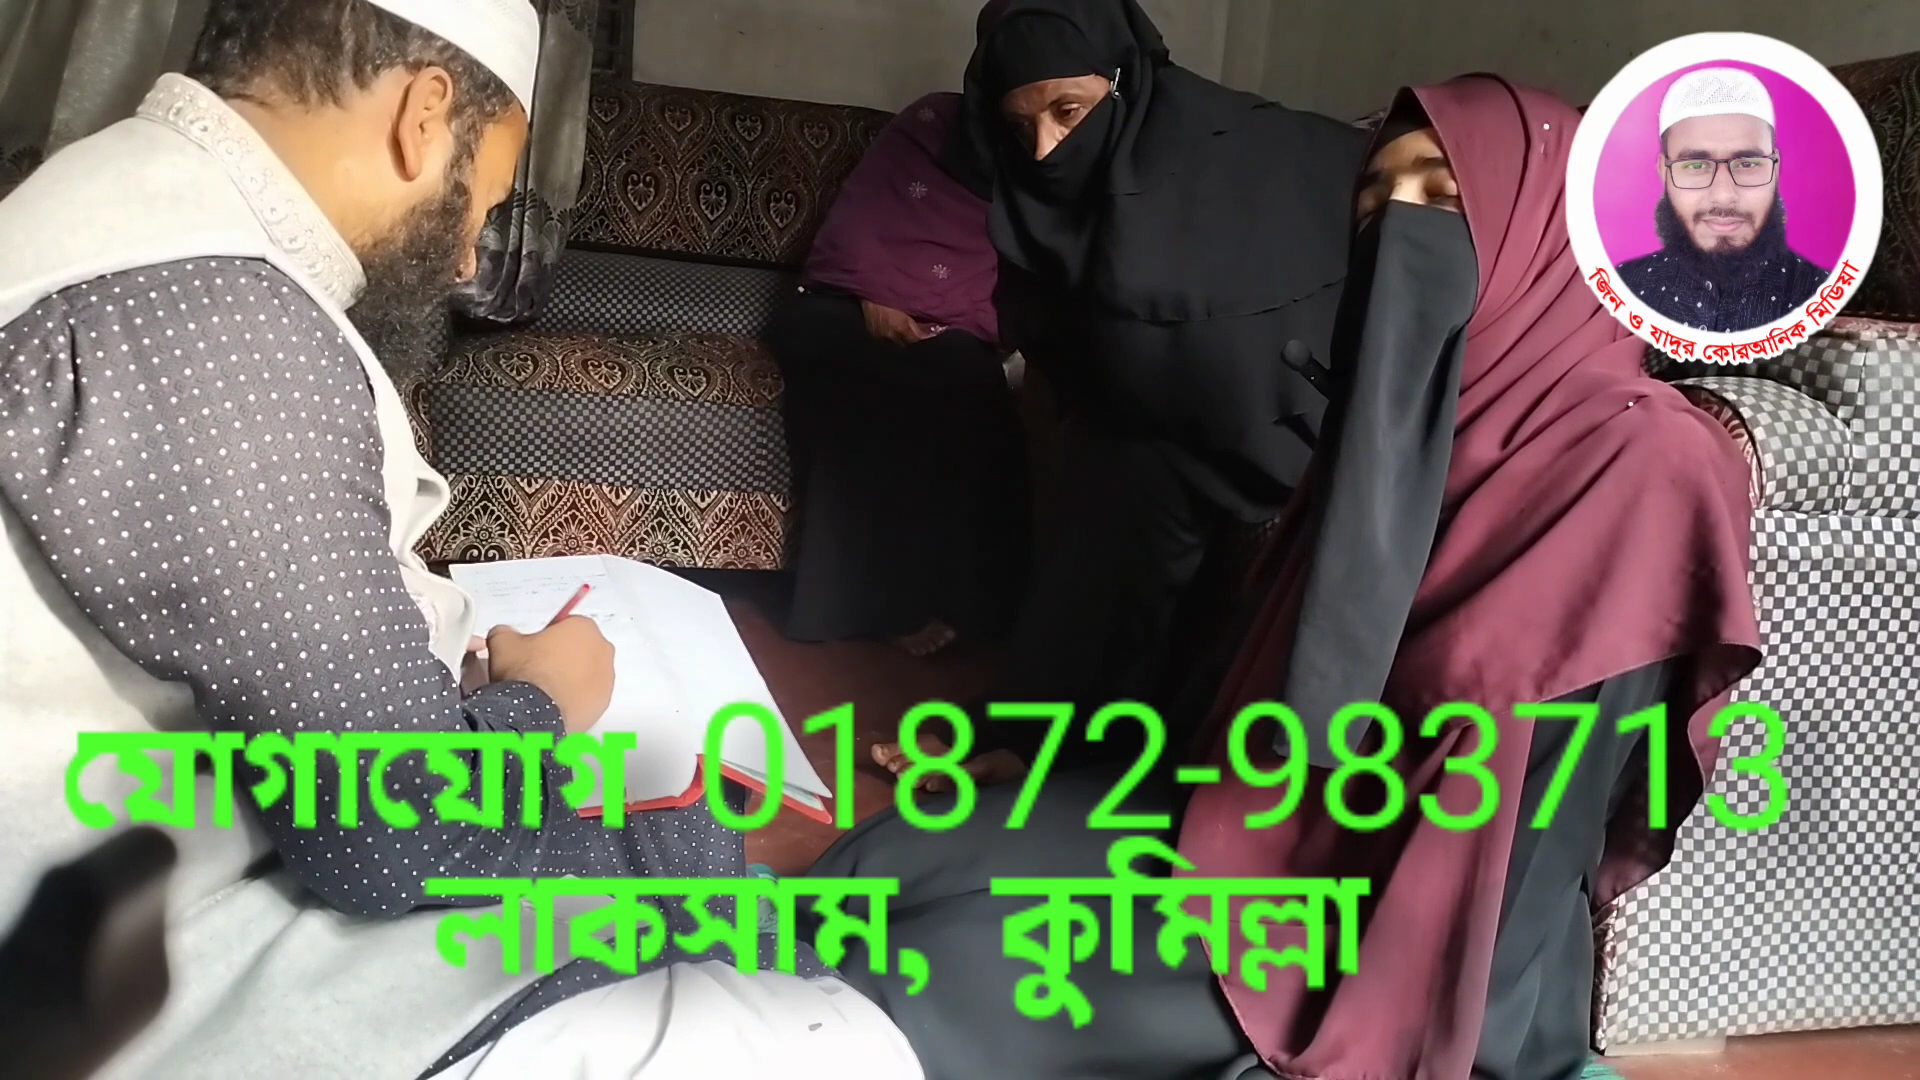 জিন ও যাদুর কোরআনিক মিডিয়া
যোগাযোগ 01872-983713
লাকসাম, কুমিল্লা